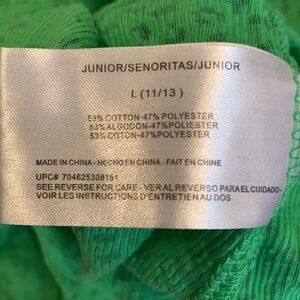 JUNIOR/SENORITAS/JUNIOR
L (11/13)
53% COTTON-47% POLYESTER
53% ALGODON-47% POLIESTER
53% COTON-47% POLYESTER
MADE IN CHINA - HECHO EN CHINA - FAIT EN CHINE
UPC# 704625308151
SEE REVERSE FOR CARE - VER AL REVERSO PARA EL CUIDADO -
VOIR LES INSTRUCTIONS D'ENTRETIEN AU DOS